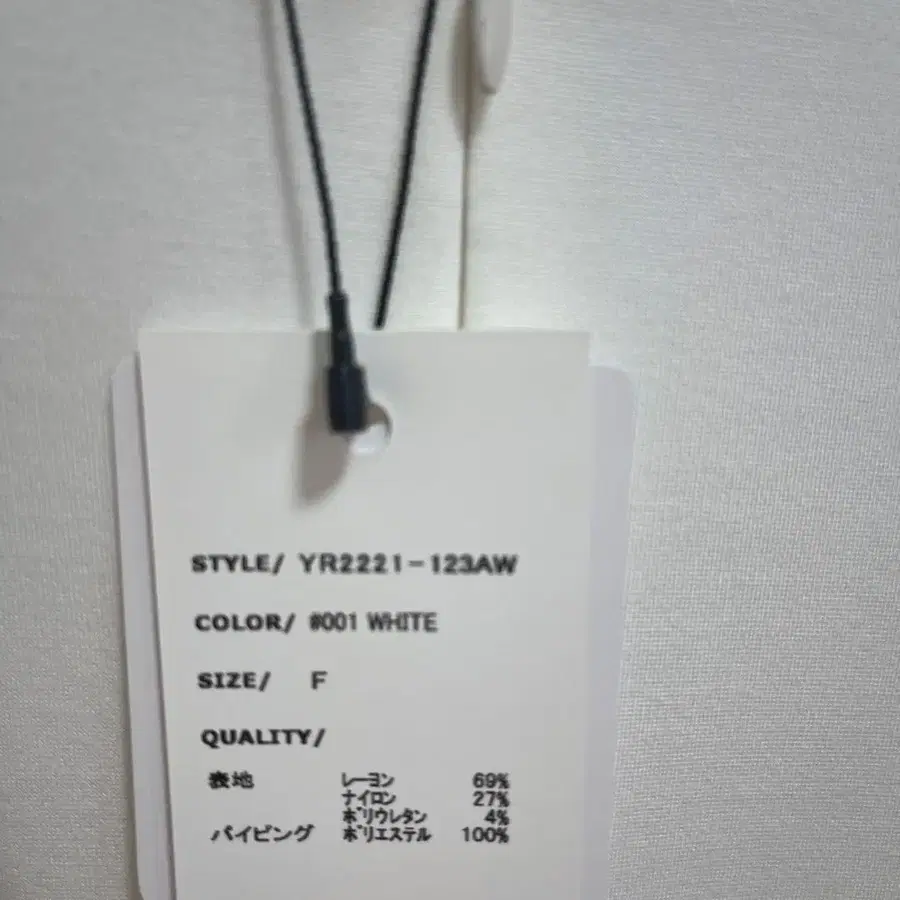 STYLE/ YR2221-123AW
COLOR/ #001 WHITE
SIZE/ F
QUALITY/
表地 レーヨン 69%
ナイロン 27%
ポリウレタン 4%
パイピング ポリエステル 100%